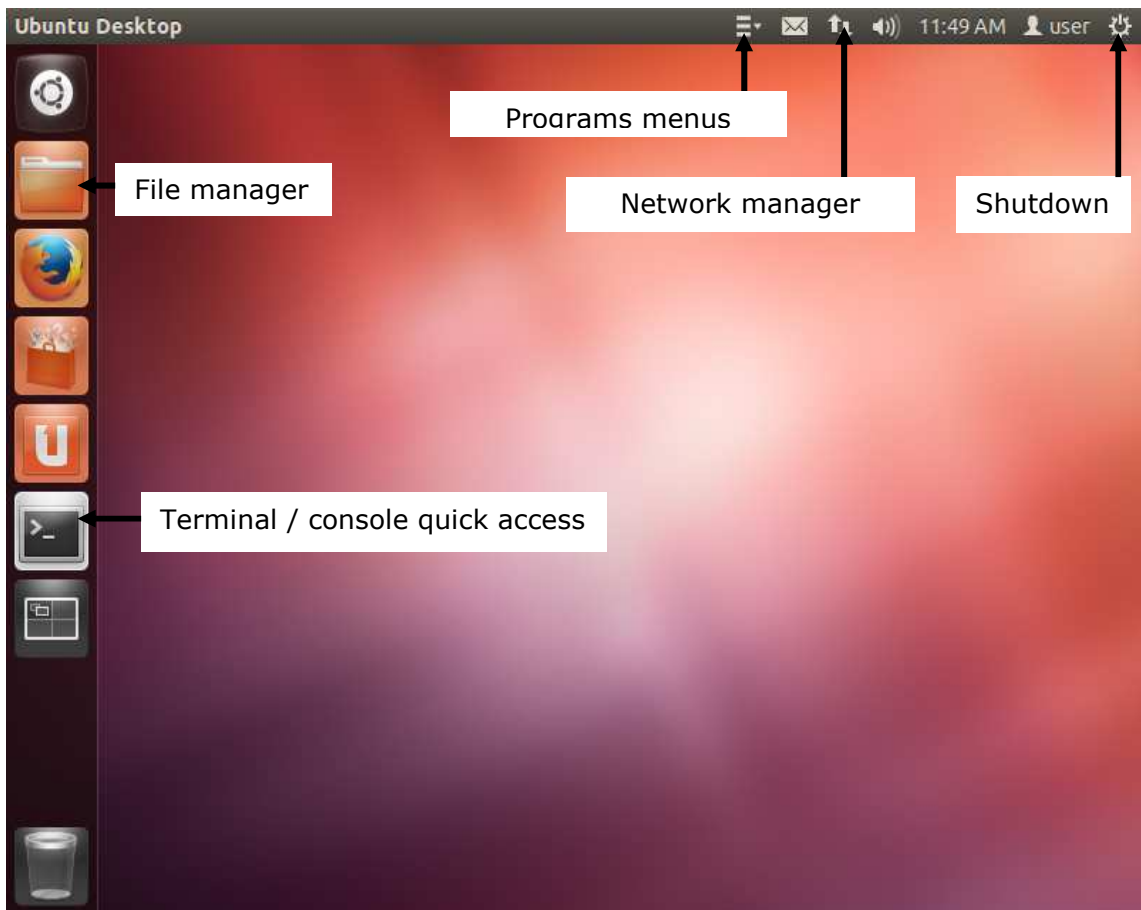 Ubuntu Desktop
11:49 AM user
Programs menus
File manager
Network manager
Shutdown
Terminal / console quick access
>_